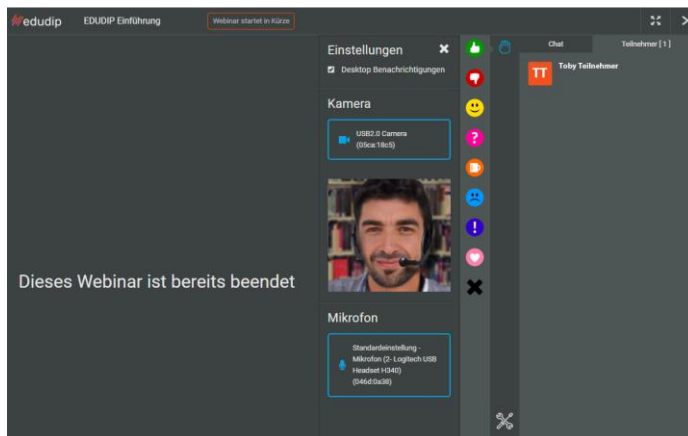 edudip
EDUDIP Einführung
Webinar startet in Kürze
Dieses Webinar ist bereits beendet
Einstellungen
Desktop Benachrichtigungen
Kamera
USB2.0 Camera
(05ca:18c5)
Mikrofon
Standardeinstellung -
Mikrofon (2- Logitech USB
Headset H340)
(046d:0a38)
?
!
Chat
Teilnehmer [ 1 ]
TT
Toby Teilnehmer